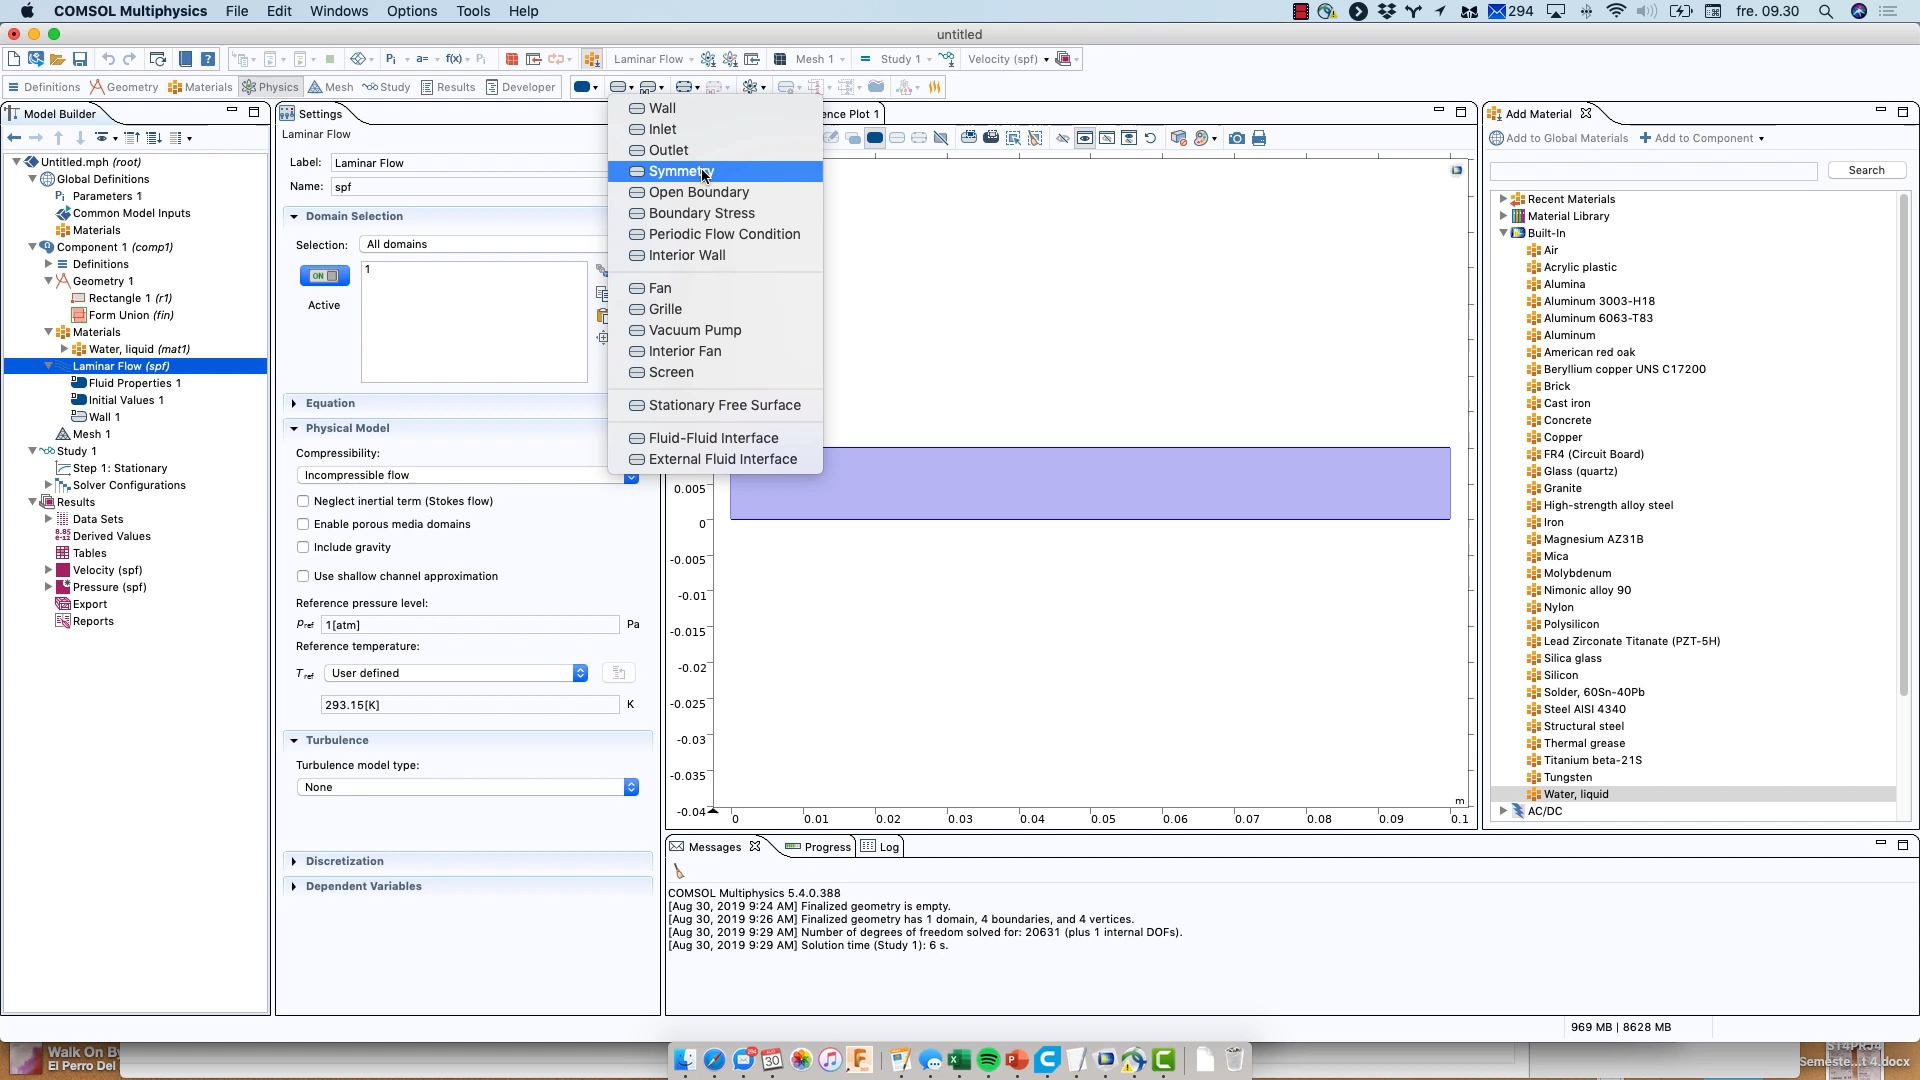 COMSOL Multiphysics File Edit Windows Options Tools Help 294 fre. 09.30
untitled
Laminar Flow Mesh 1 Study 1 Velocity (spf)
Definitions Geometry Materials Physics Mesh Study Results Developer
Model Builder
Untitled.mph (root)
Global Definitions
Parameters 1
Common Model Inputs
Materials
Component 1 (comp1)
Definitions
Geometry 1
Rectangle 1 (r1)
Form Union (fin)
Materials
Water, liquid (mat1)
Laminar Flow (spf)
Fluid Properties 1
Initial Values 1
Wall 1
Mesh 1
Study 1
Step 1: Stationary
Solver Configurations
Results
Data Sets
Derived Values
Tables
Velocity (spf)
Pressure (spf)
Export
Reports
Settings
Laminar Flow
Label: Laminar Flow
Name: spf
Domain Selection
Selection: All domains
ON
Active
1
Equation
Physical Model
Compressibility:
Incompressible flow
Neglect inertial term (Stokes flow)
Enable porous media domains
Include gravity
Use shallow channel approximation
Reference pressure level:
Pref 1[atm] Pa
Reference temperature:
Tref User defined
293.15[K] K
Turbulence
Turbulence model type:
None
Discretization
Dependent Variables
Wall
Inlet
Outlet
Symmetry
Open Boundary
Boundary Stress
Periodic Flow Condition
Interior Wall
Fan
Grille
Vacuum Pump
Interior Fan
Screen
Stationary Free Surface
Fluid-Fluid Interface
External Fluid Interface
ence Plot 1
0.005
0
-0.005
-0.01
-0.015
-0.02
-0.025
-0.03
-0.035
-0.04
m
0 0.01 0.02 0.03 0.04 0.05 0.06 0.07 0.08 0.09 0.1
Messages Progress Log
COMSOL Multiphysics 5.4.0.388
[Aug 30, 2019 9:24 AM] Finalized geometry is empty.
[Aug 30, 2019 9:26 AM] Finalized geometry has 1 domain, 4 boundaries, and 4 vertices.
[Aug 30, 2019 9:29 AM] Number of degrees of freedom solved for: 20631 (plus 1 internal DOFs).
[Aug 30, 2019 9:29 AM] Solution time (Study 1): 6 s.
Add Material
Add to Global Materials Add to Component
Search
Recent Materials
Material Library
Built-In
Air
Acrylic plastic
Alumina
Aluminum 3003-H18
Aluminum 6063-T83
Aluminum
American red oak
Beryllium copper UNS C17200
Brick
Cast iron
Concrete
Copper
FR4 (Circuit Board)
Glass (quartz)
Granite
High-strength alloy steel
Iron
Magnesium AZ31B
Mica
Molybdenum
Nimonic alloy 90
Nylon
Polysilicon
Lead Zirconate Titanate (PZT-5H)
Silica glass
Silicon
Solder, 60Sn-40Pb
Steel AISI 4340
Structural steel
Thermal grease
Titanium beta-21S
Tungsten
Water, liquid
AC/DC
969 MB | 8628 MB
Walk On By
El Perro Del
Semeste...t 4.docx